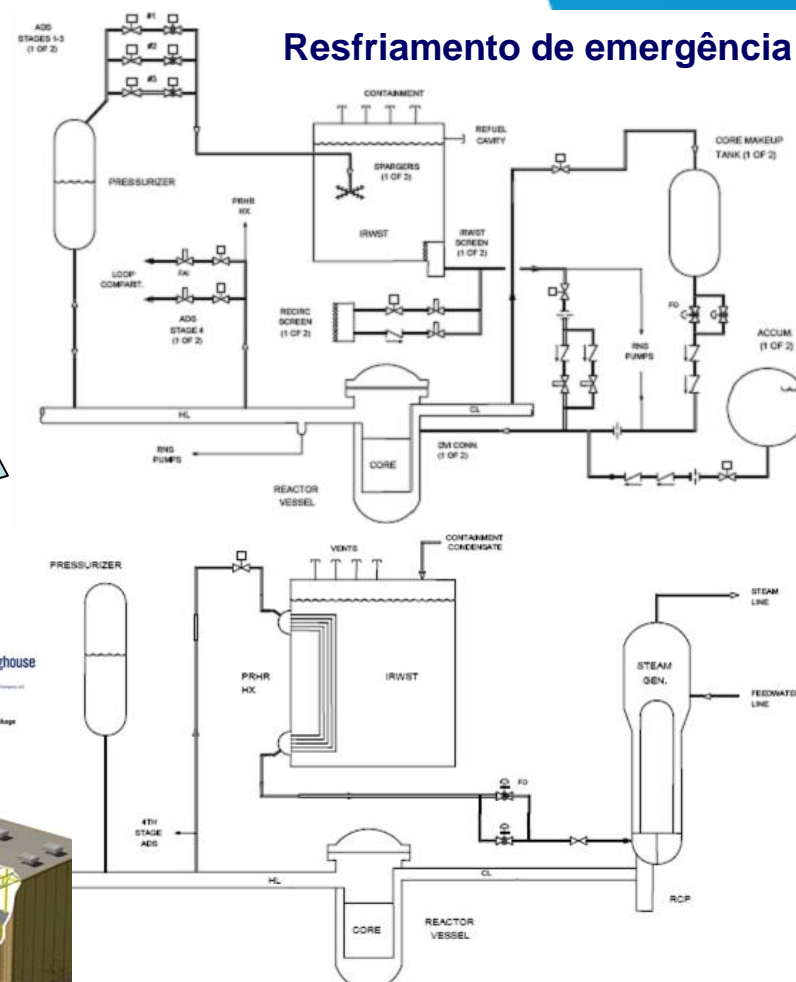 Resfriamento de emergência
ADS
STAGES 1-3
(1 OF 2)
#1
#2
#3
PRESSURIZER
CONTAINMENT
REFUEL
CAVITY
SPARGERS
(1 OF 2)
IRWST
IRWST
SCREEN
(1 OF 2)
CORE MAKEUP
TANK (1 OF 2)
PRHR
HX
LOOP
COMPART.
FAI
ADS
STAGE 4
(1 OF 2)
RECIRC
SCREEN
(1 OF 2)
FO
RNS
PUMPS
ACCUM.
(1 OF 2)
HL
CL
DVI CONN.
(1 OF 2)
CORE
RNS
PUMPS
REACTOR
VESSEL
PRESSURIZER
VENTS
CONTAINMENT
CONDENSATE
STEAM
LINE
PRHR
HX
IRWST
STEAM
GEN.
FEEDWATER
LINE
FO
4TH
STAGE
ADS
HL
CL
CORE
REACTOR
VESSEL
RCP
ghouse
kage